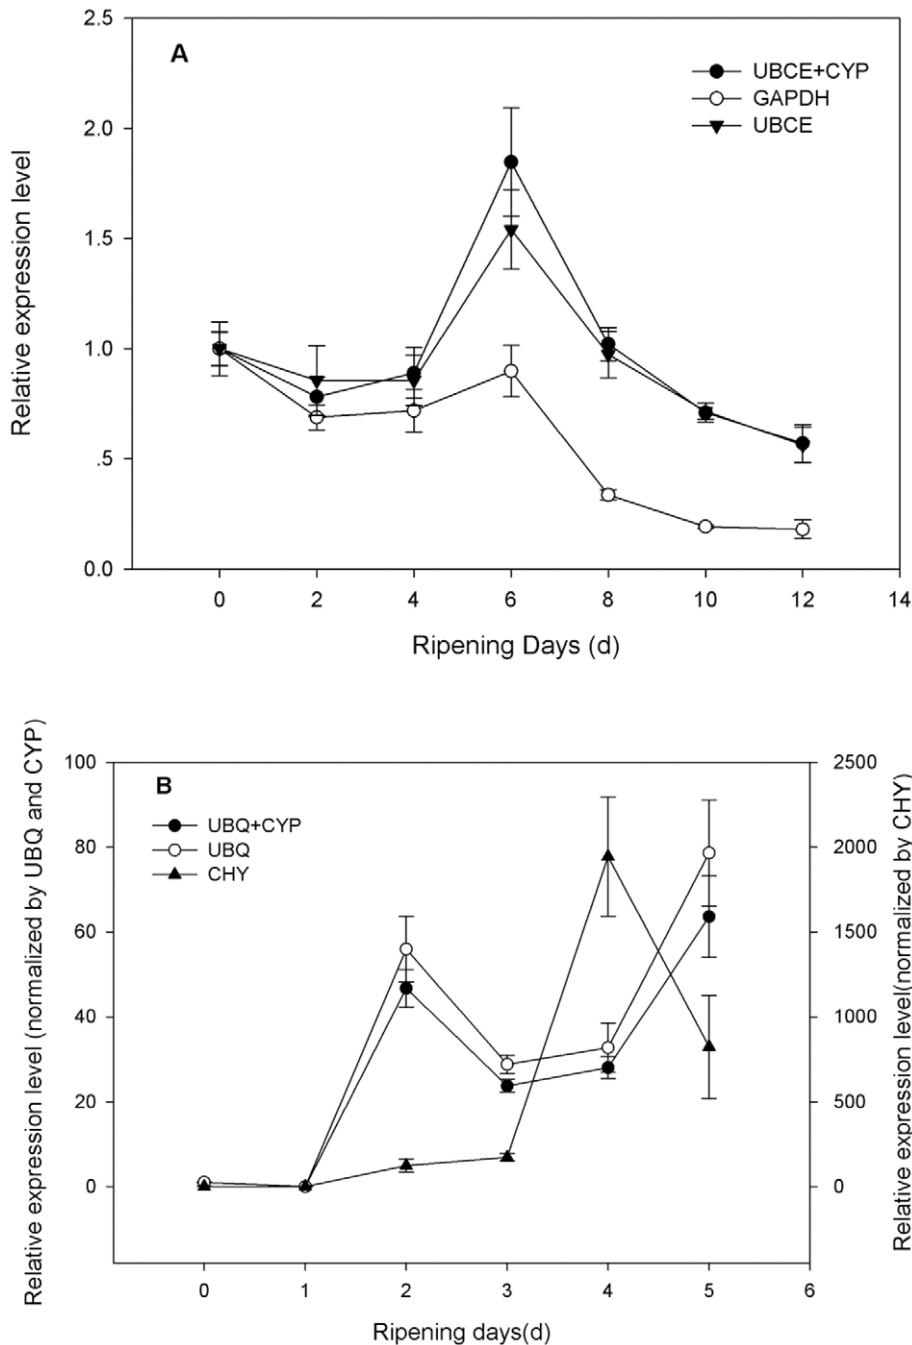 2.5
A
UBCE+CYP
GAPDH
UBCE
2.0
1.5
1.0
.5
0.0
Relative expression level
0 2 4 6 8 10 12 14
Ripening Days (d)
B
UBQ+CYP
UBQ
CHY
100
80
60
40
20
0
Relative expression level (normalized by UBQ and CYP)
2500
2000
1500
1000
500
0
Relative expression level(normalized by CHY)
0 1 2 3 4 5 6
Ripening days(d)